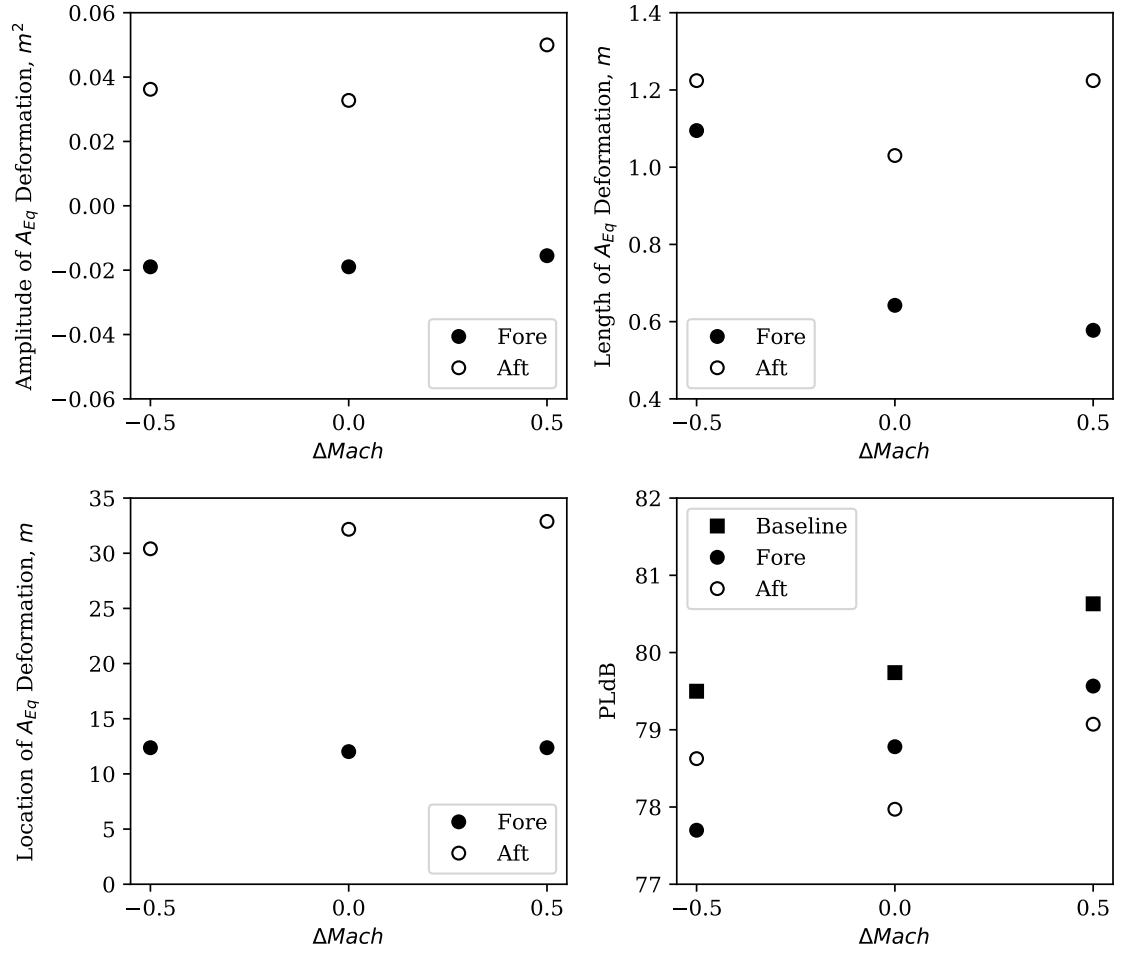 Amplitude of A_Eq Deformation, m²
0.06
0.04
0.02
0.00
−0.02
−0.04
−0.06
Fore
Aft
−0.5 0.0 0.5
ΔMach
Length of A_Eq Deformation, m
1.4
1.2
1.0
0.8
0.6
0.4
Fore
Aft
−0.5 0.0 0.5
ΔMach
Location of A_Eq Deformation, m
35
30
25
20
15
10
5
0
Fore
Aft
−0.5 0.0 0.5
ΔMach
PLdB
82
81
80
79
78
77
Baseline
Fore
Aft
−0.5 0.0 0.5
ΔMach